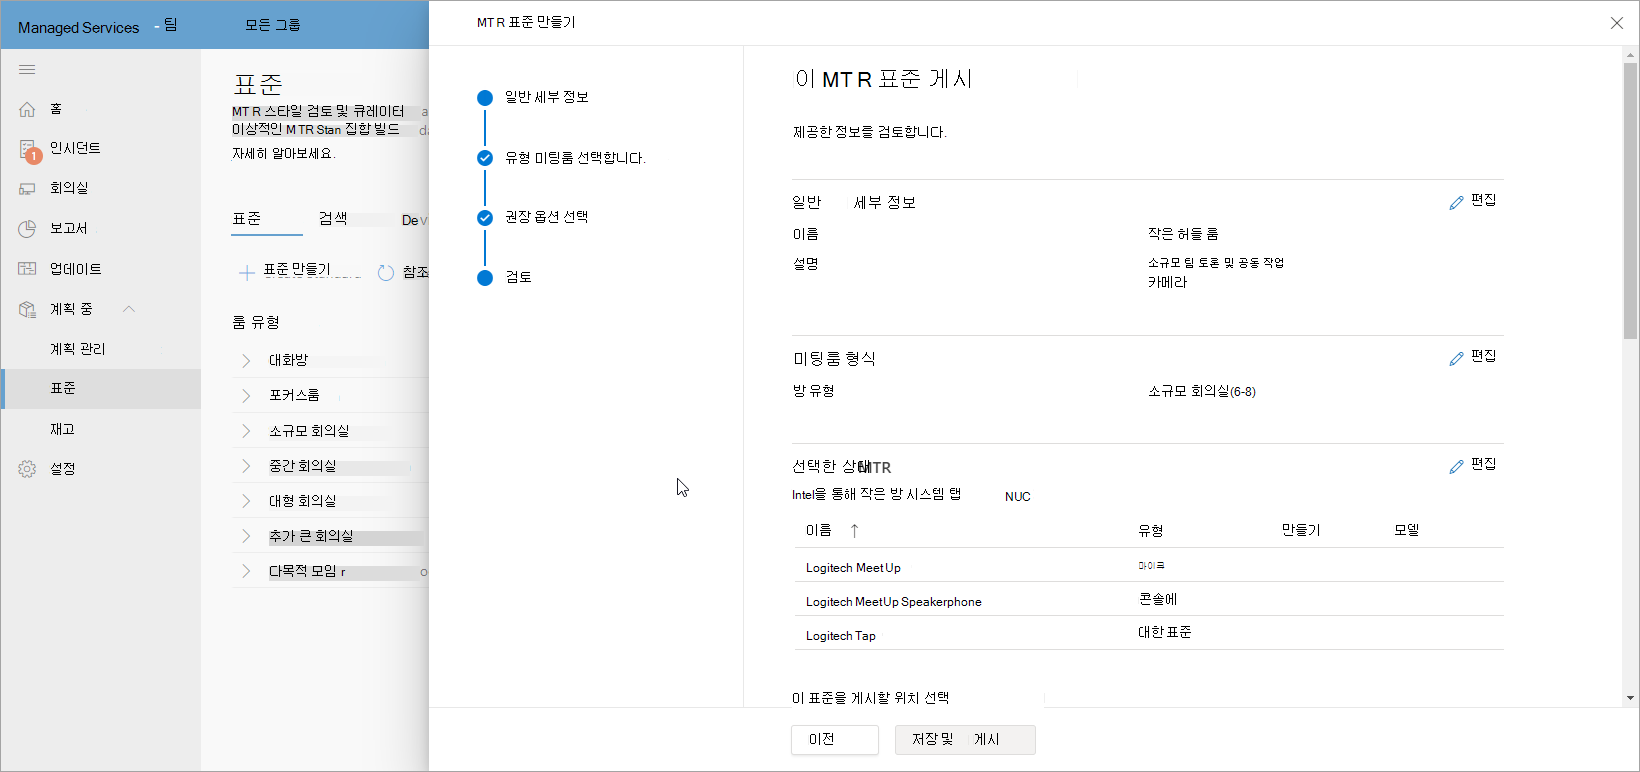 Managed Services - 팀
모든 그룹
홈
1
인시던트
회의실
보고서
업데이트
계획 중
계획 관리
표준
재고
설정
표준
MTR 스타일 검토 및 큐레이터 a
이상적인 MTR Stan 집합 빌드 da
자세히 알아보세요.
표준 검색 Dev
표준 만들기 참조
룸 유형
대화방
포커스룸
소규모 회의실
중간 회의실
대형 회의실
추가 큰 회의실
다목적 모임 r o
MTR 표준 만들기
일반 세부 정보
유형 미팅룸 선택합니다.
권장 옵션 선택
검토
이 MTR 표준 게시
제공한 정보를 검토합니다.
일반 세부 정보 편집
이름 작은 허들 룸
설명 소규모 팀 토론 및 공동 작업
카메라
미팅룸 형식 편집
방 유형 소규모 회의실(6-8)
선택한 상태MTR 편집
Intel을 통해 작은 방 시스템 탭 NUC
이름 ↑ 유형 만들기 모델
Logitech MeetUp 마이크
Logitech MeetUp Speakerphone 콘솔에
Logitech Tap 대한 표준
이 표준을 게시할 위치 선택
이전 저장 및 게시